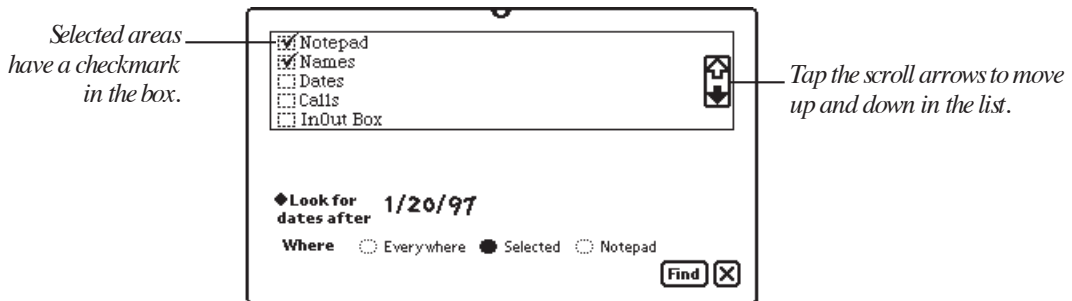 Selected areas
have a checkmark
in the box.
Notepad
Names
Dates
Calls
InOut Box
Tap the scroll arrows to move
up and down in the list.
◆Look for
dates after
1/20/97
Where Everywhere Selected Notepad
Find